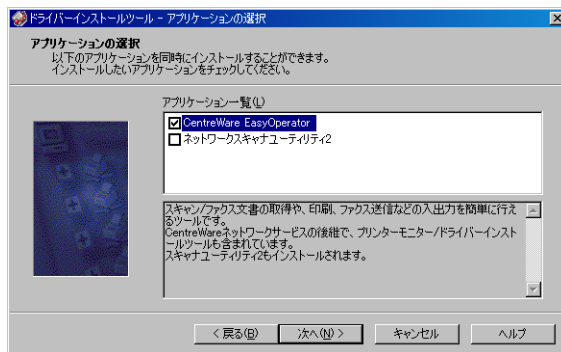 ドライバーインストールツール - アプリケーションの選択
アプリケーションの選択
以下のアプリケーションを同時にインストールすることができます。
インストールしたいアプリケーションをチェックしてください。
アプリケーション一覧(L)
CentreWare EasyOperator
ネットワークスキャナユーティリティ2
スキャン/ファクス文書の取得や、印刷、ファクス送信などの入出力を簡単に行え
るツールです。
CentreWareネットワークサービスの後継で、プリンターモニター/ドライバーインスト
ールツールも含まれています。
スキャナユーティリティ2もインストールされます。
< 戻る(B)
次へ(N) >
キャンセル
ヘルプ